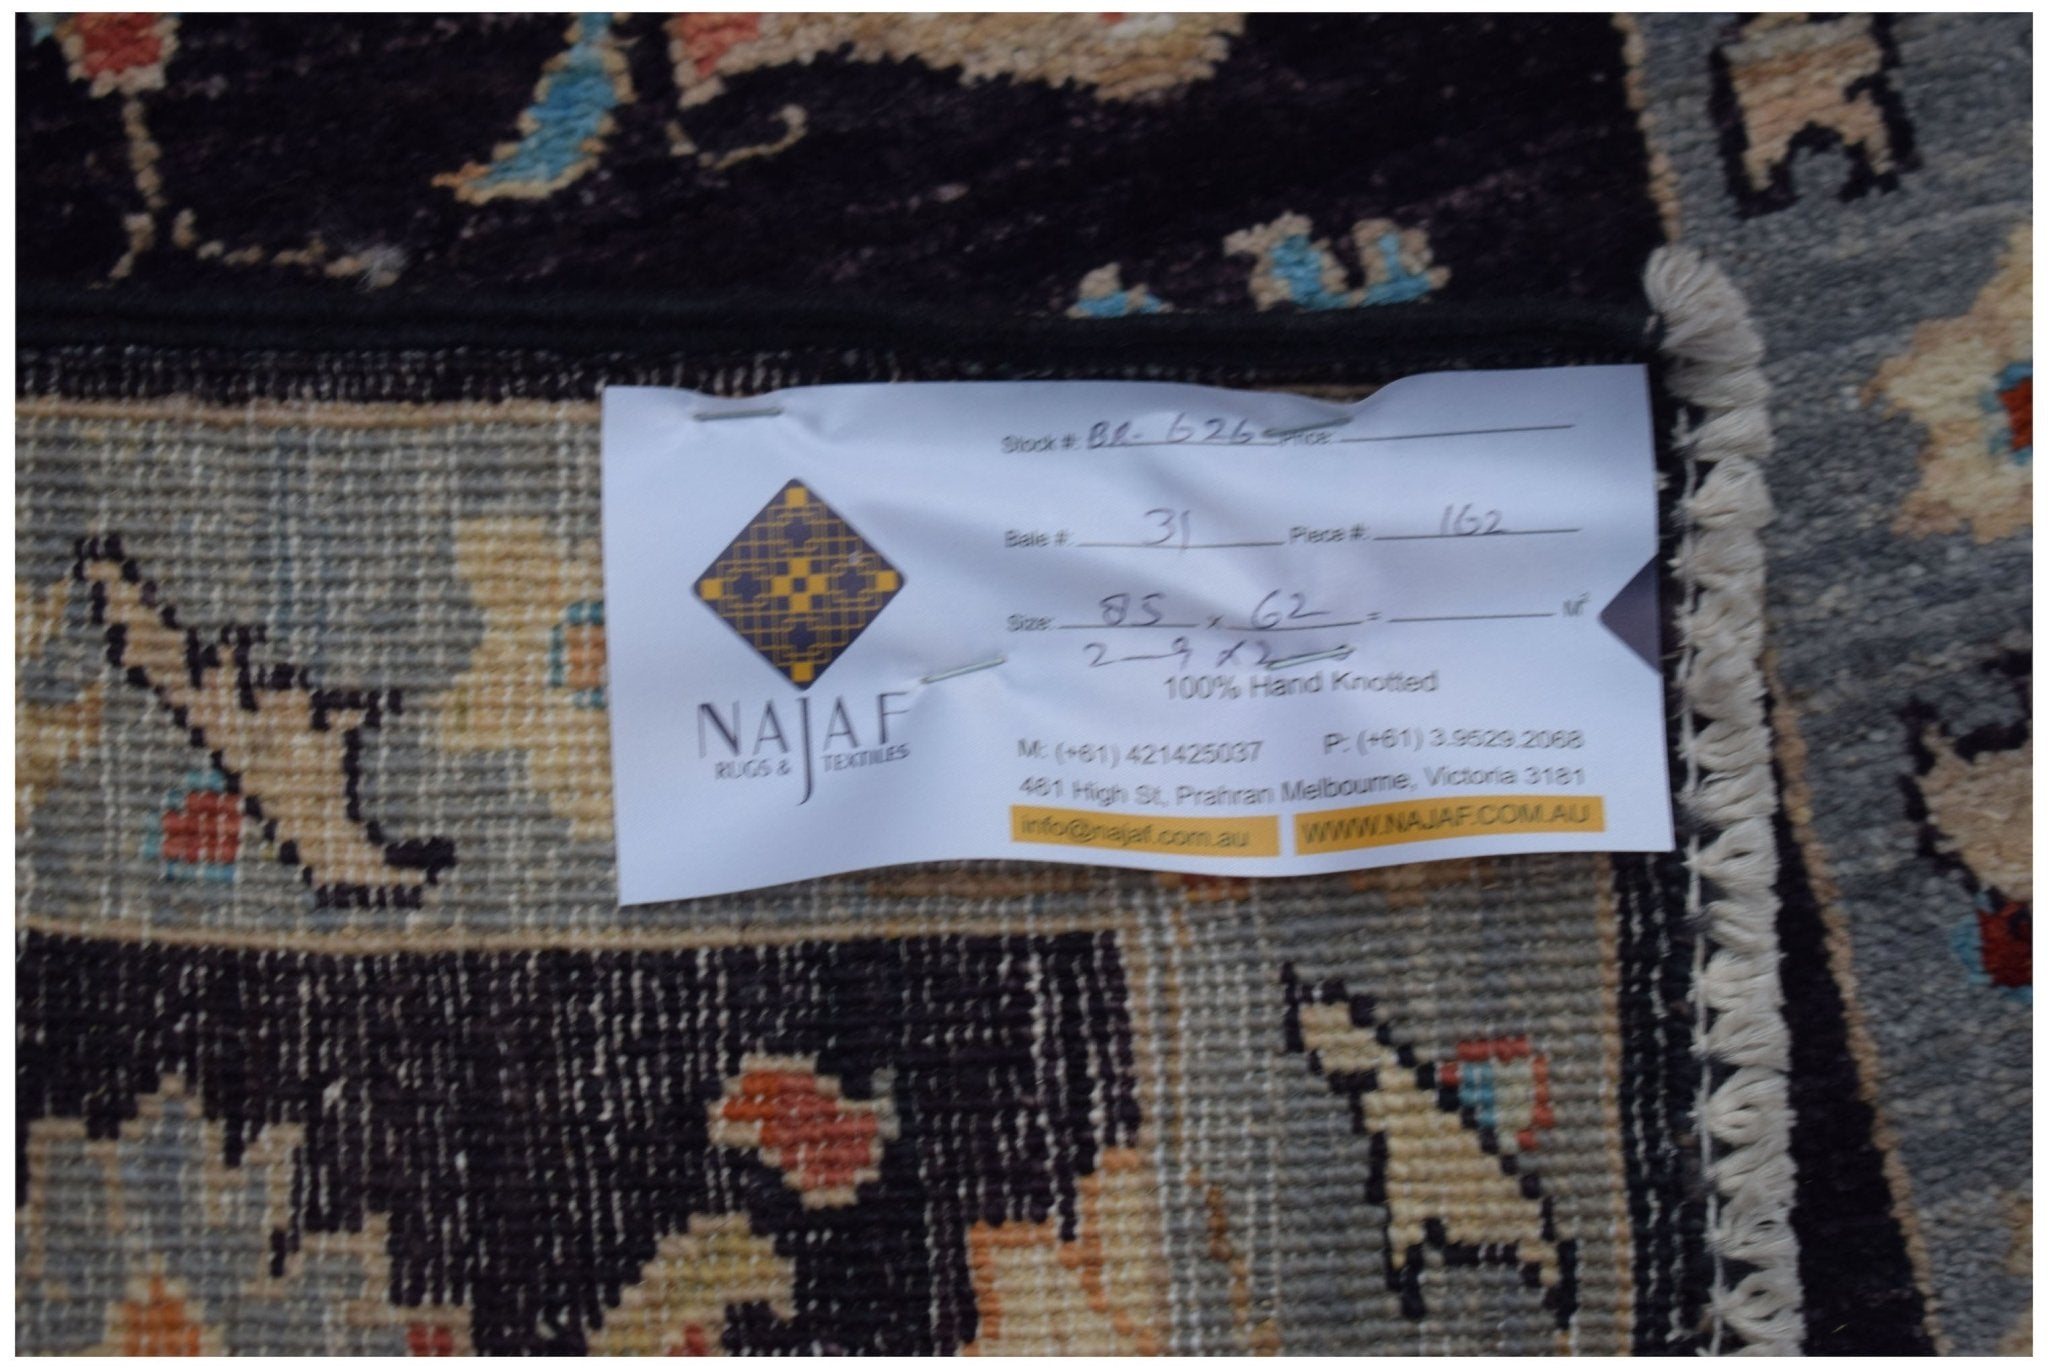 NAJAF
RUGS & TEXTILES
Stock #: BR- 626 Price:
Bale #: 31 Piece #: 162
Size: 85 x 62 = M²
2-9 x 2
100% Hand Knotted
M: (+61) 421425037 P: (+61) 3.9529.2068
461 High St, Prahran Melbourne, Victoria 3181
info@najaf.com.au WWW.NAJAF.COM.AU